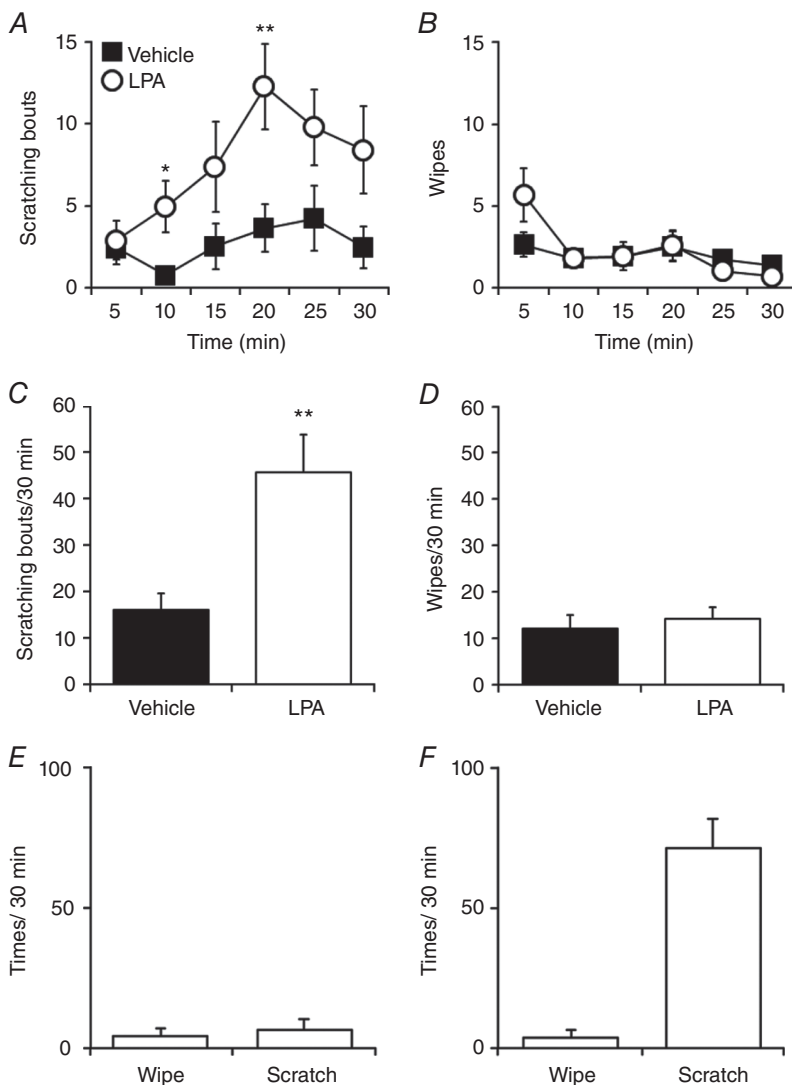 A
Scratching bouts
15
10
5
0
**
*
Vehicle
LPA
5 10 15 20 25 30
Time (min)
B
Wipes
15
10
5
0
5 10 15 20 25 30
Time (min)
C
Scratching bouts/30 min
60
50
40
30
20
10
0
**
Vehicle LPA
D
Wipes/30 min
60
50
40
30
20
10
0
Vehicle LPA
E
Times/ 30 min
100
50
0
Wipe Scratch
F
Times/ 30 min
100
50
0
Wipe Scratch